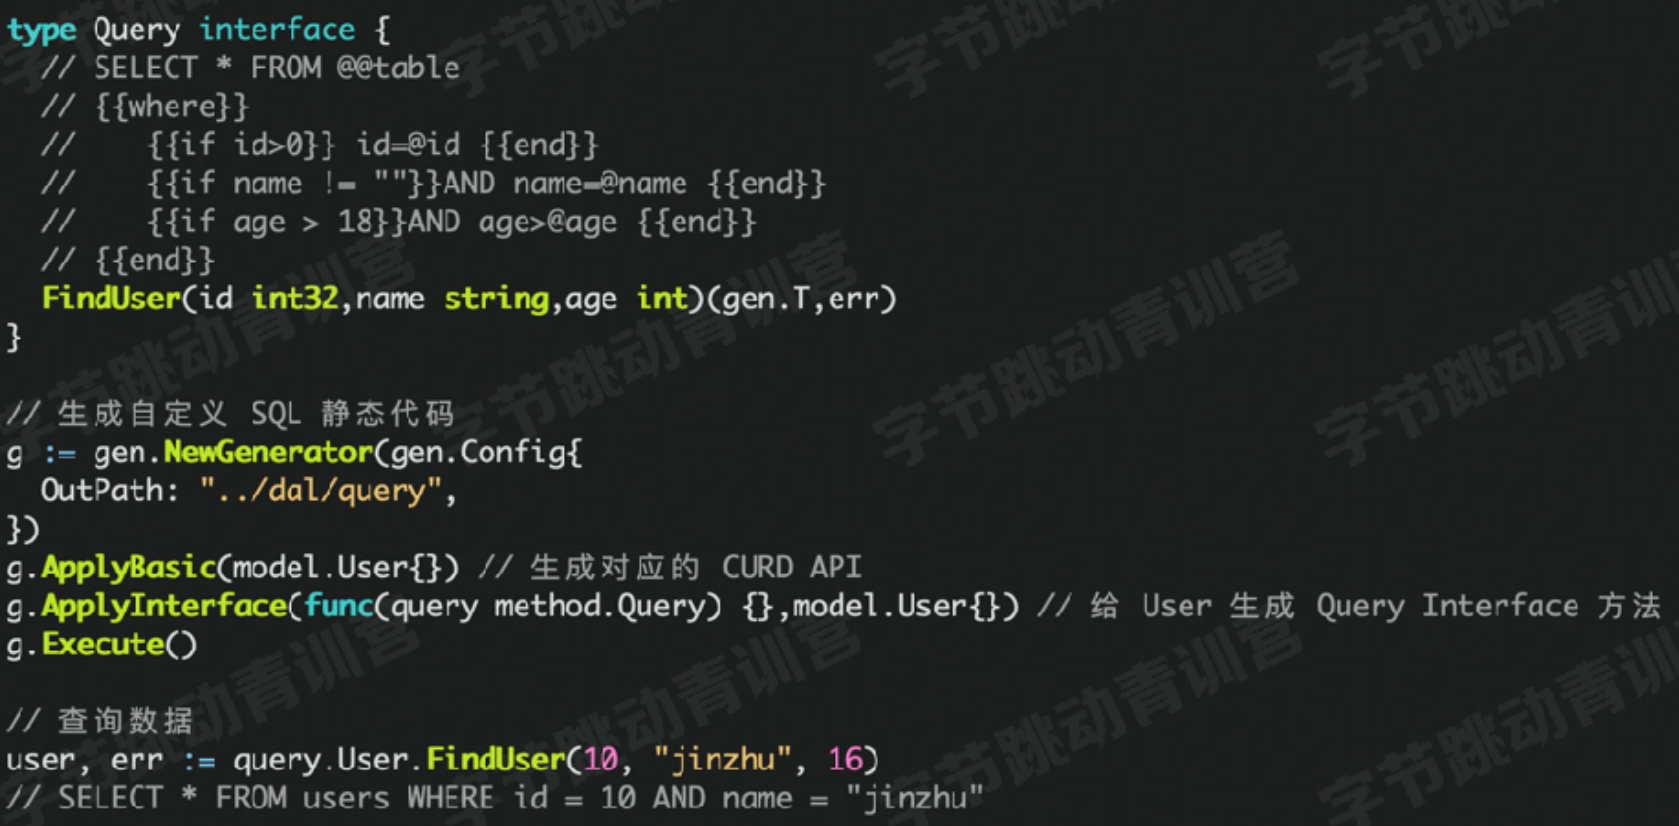 type Query interface {
  // SELECT * FROM @@table
  // {{where}}
  //    {{if id>0}} id=@id {{end}}
  //    {{if name != ""}}AND name=@name {{end}}
  //    {{if age > 18}}AND age>@age {{end}}
  // {{end}}
  FindUser(id int32,name string,age int)(gen.T,err)
}

// 生成自定义 SQL 静态代码
g := gen.NewGenerator(gen.Config{
  OutPath: "../dal/query",
})
g.ApplyBasic(model.User{}) // 生成对应的 CURD API
g.ApplyInterface(func(query method.Query) {},model.User{}) // 给 User 生成 Query Interface 方法
g.Execute()

// 查询数据
user, err := query.User.FindUser(10, "jinzhu", 16)
// SELECT * FROM users WHERE id = 10 AND name = "jinzhu"
字节跳动青训营